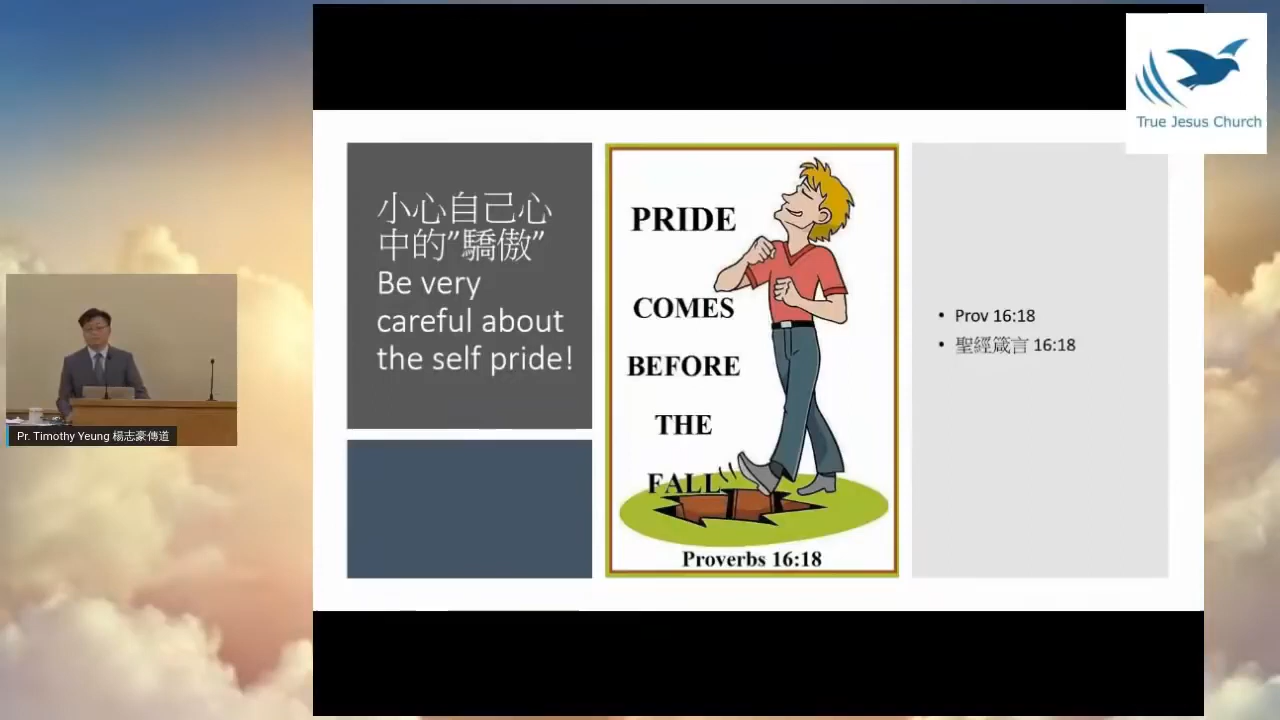 True Jesus Church
小心自己心
中的”驕傲”
Be very
careful about
the self pride!
PRIDE
COMES
BEFORE
THE
FALL
Proverbs 16:18
• Prov 16:18
• 聖經箴言 16:18
Pr. Timothy Yeung 楊志豪傳道